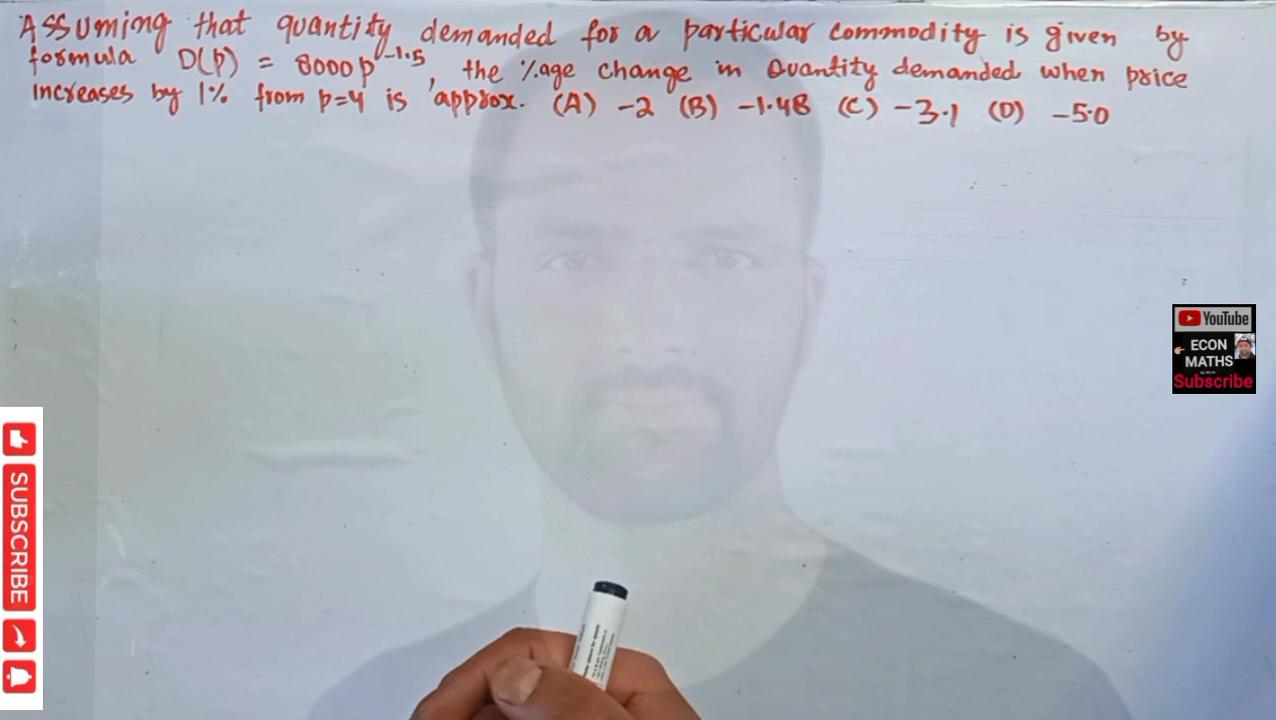 Assuming that quantity demanded for a particular commodity is given by
formula D(p) = 8000p^-1.5, the %age change in Quantity demanded when price
increases by 1% from p=4 is approx. (A) -2 (B) -1.48 (C) -3.1 (D) -5.0
YouTube
ECON
MATHS
Subscribe
SUBSCRIBE